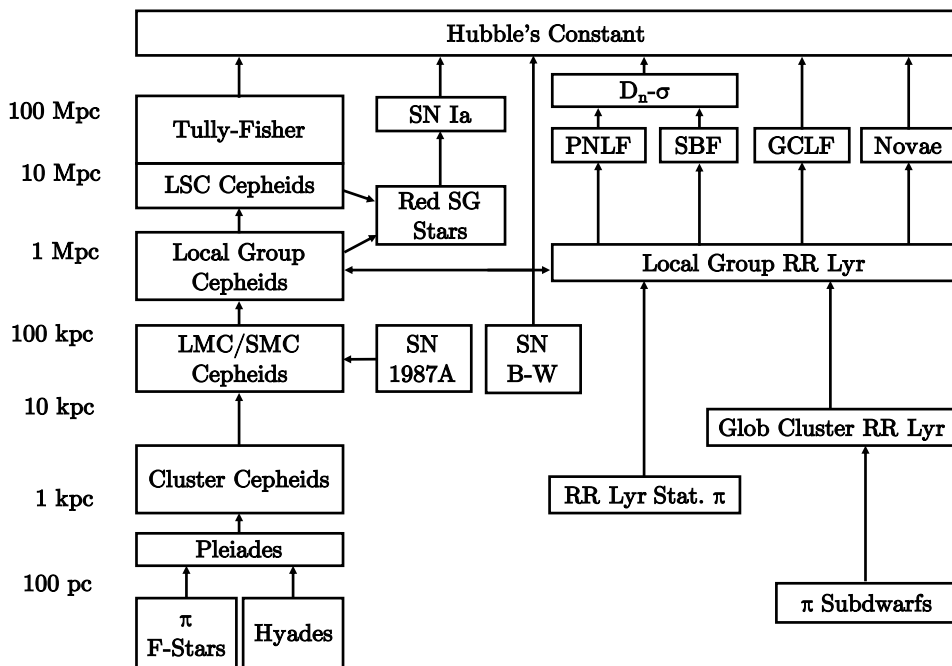 Hubble's Constant
100 Mpc
Tully-Fisher
SN Ia
Dn-σ
PNLF
SBF
GCLF
Novae
10 Mpc
LSC Cepheids
Red SG
Stars
1 Mpc
Local Group
Cepheids
Local Group RR Lyr
100 kpc
LMC/SMC
Cepheids
SN
1987A
SN
B-W
10 kpc
Glob Cluster RR Lyr
Cluster Cepheids
1 kpc
RR Lyr Stat. π
Pleiades
100 pc
π
F-Stars
Hyades
π Subdwarfs